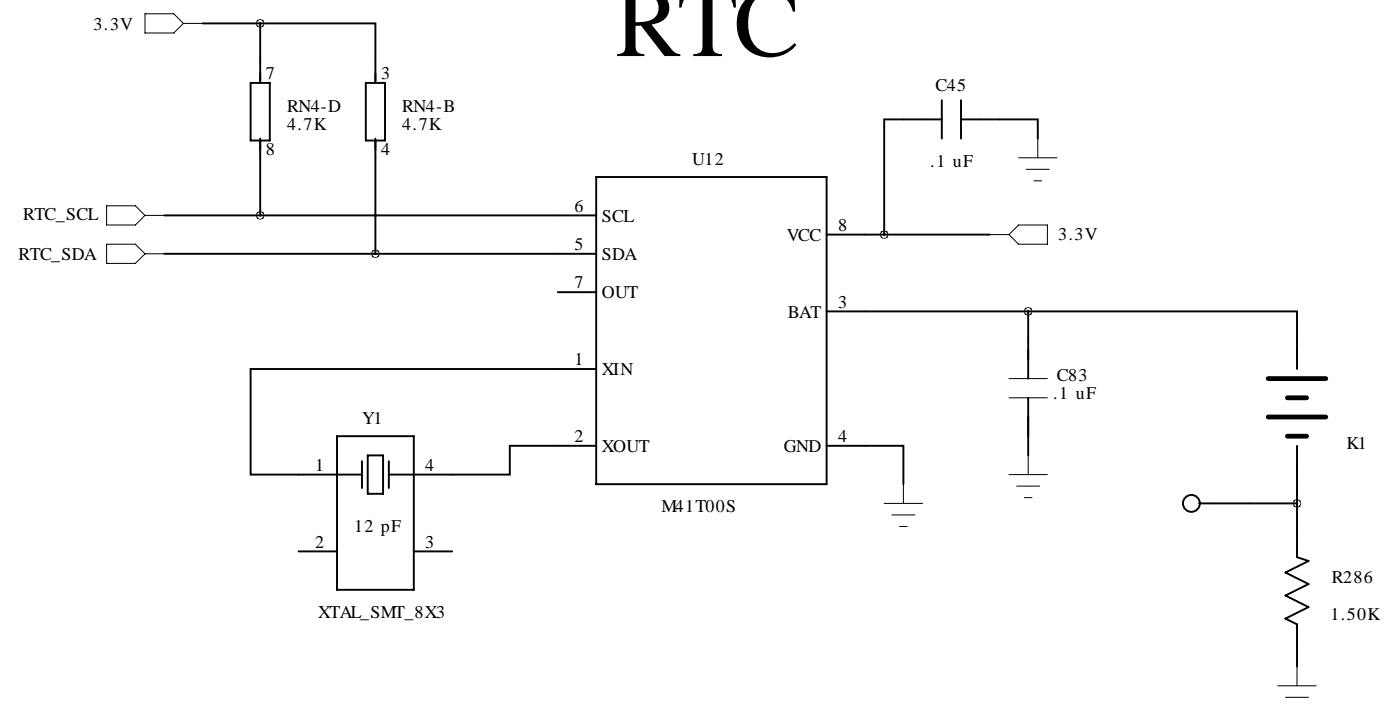 RTC
3.3V
7
3
RN4-D
4.7K
RN4-B
4.7K
8
4
C45
.1 uF
U12
RTC_SCL
6
SCL
RTC_SDA
5
SDA
7
OUT
1
XIN
2
XOUT
VCC
8
3.3V
BAT
3
GND
4
M41T00S
C83
.1 uF
K1
Y1
1
4
12 pF
2
3
XTAL_SMT_8X3
R286
1.50K